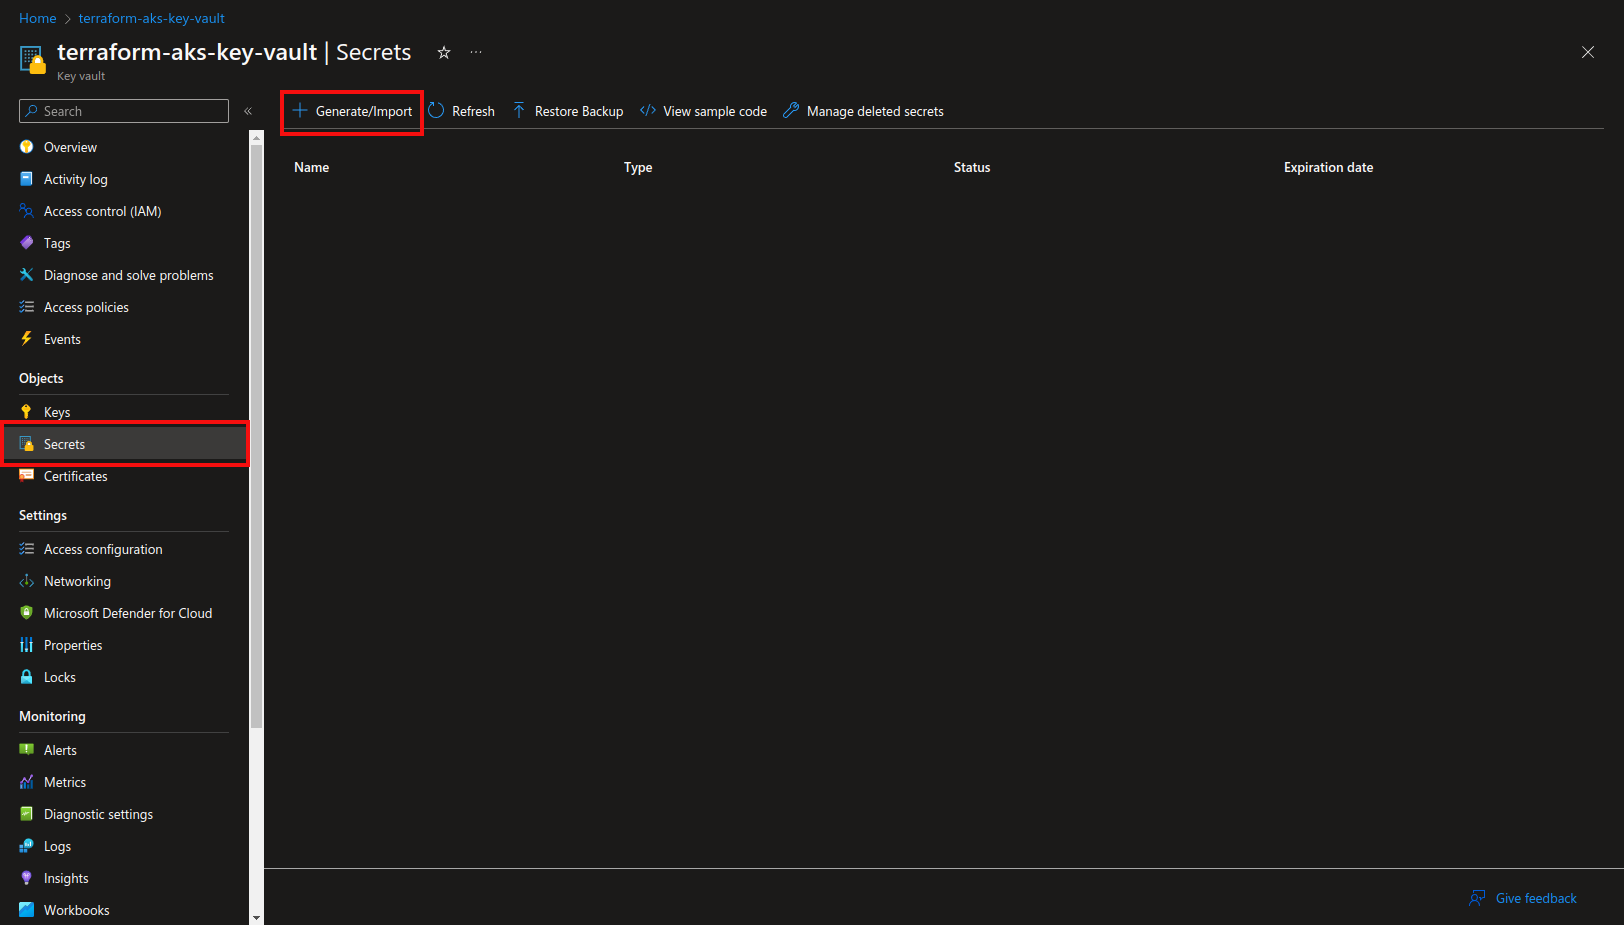 Home > terraform-aks-key-vault
terraform-aks-key-vault | Secrets ☆ ···
Key vault
Search «
Generate/Import Refresh Restore Backup </> View sample code Manage deleted secrets
Name Type Status Expiration date
Overview
Activity log
Access control (IAM)
Tags
Diagnose and solve problems
Access policies
Events
Objects
Keys
Secrets
Certificates
Settings
Access configuration
Networking
Microsoft Defender for Cloud
Properties
Locks
Monitoring
Alerts
Metrics
Diagnostic settings
Logs
Insights
Workbooks
Give feedback